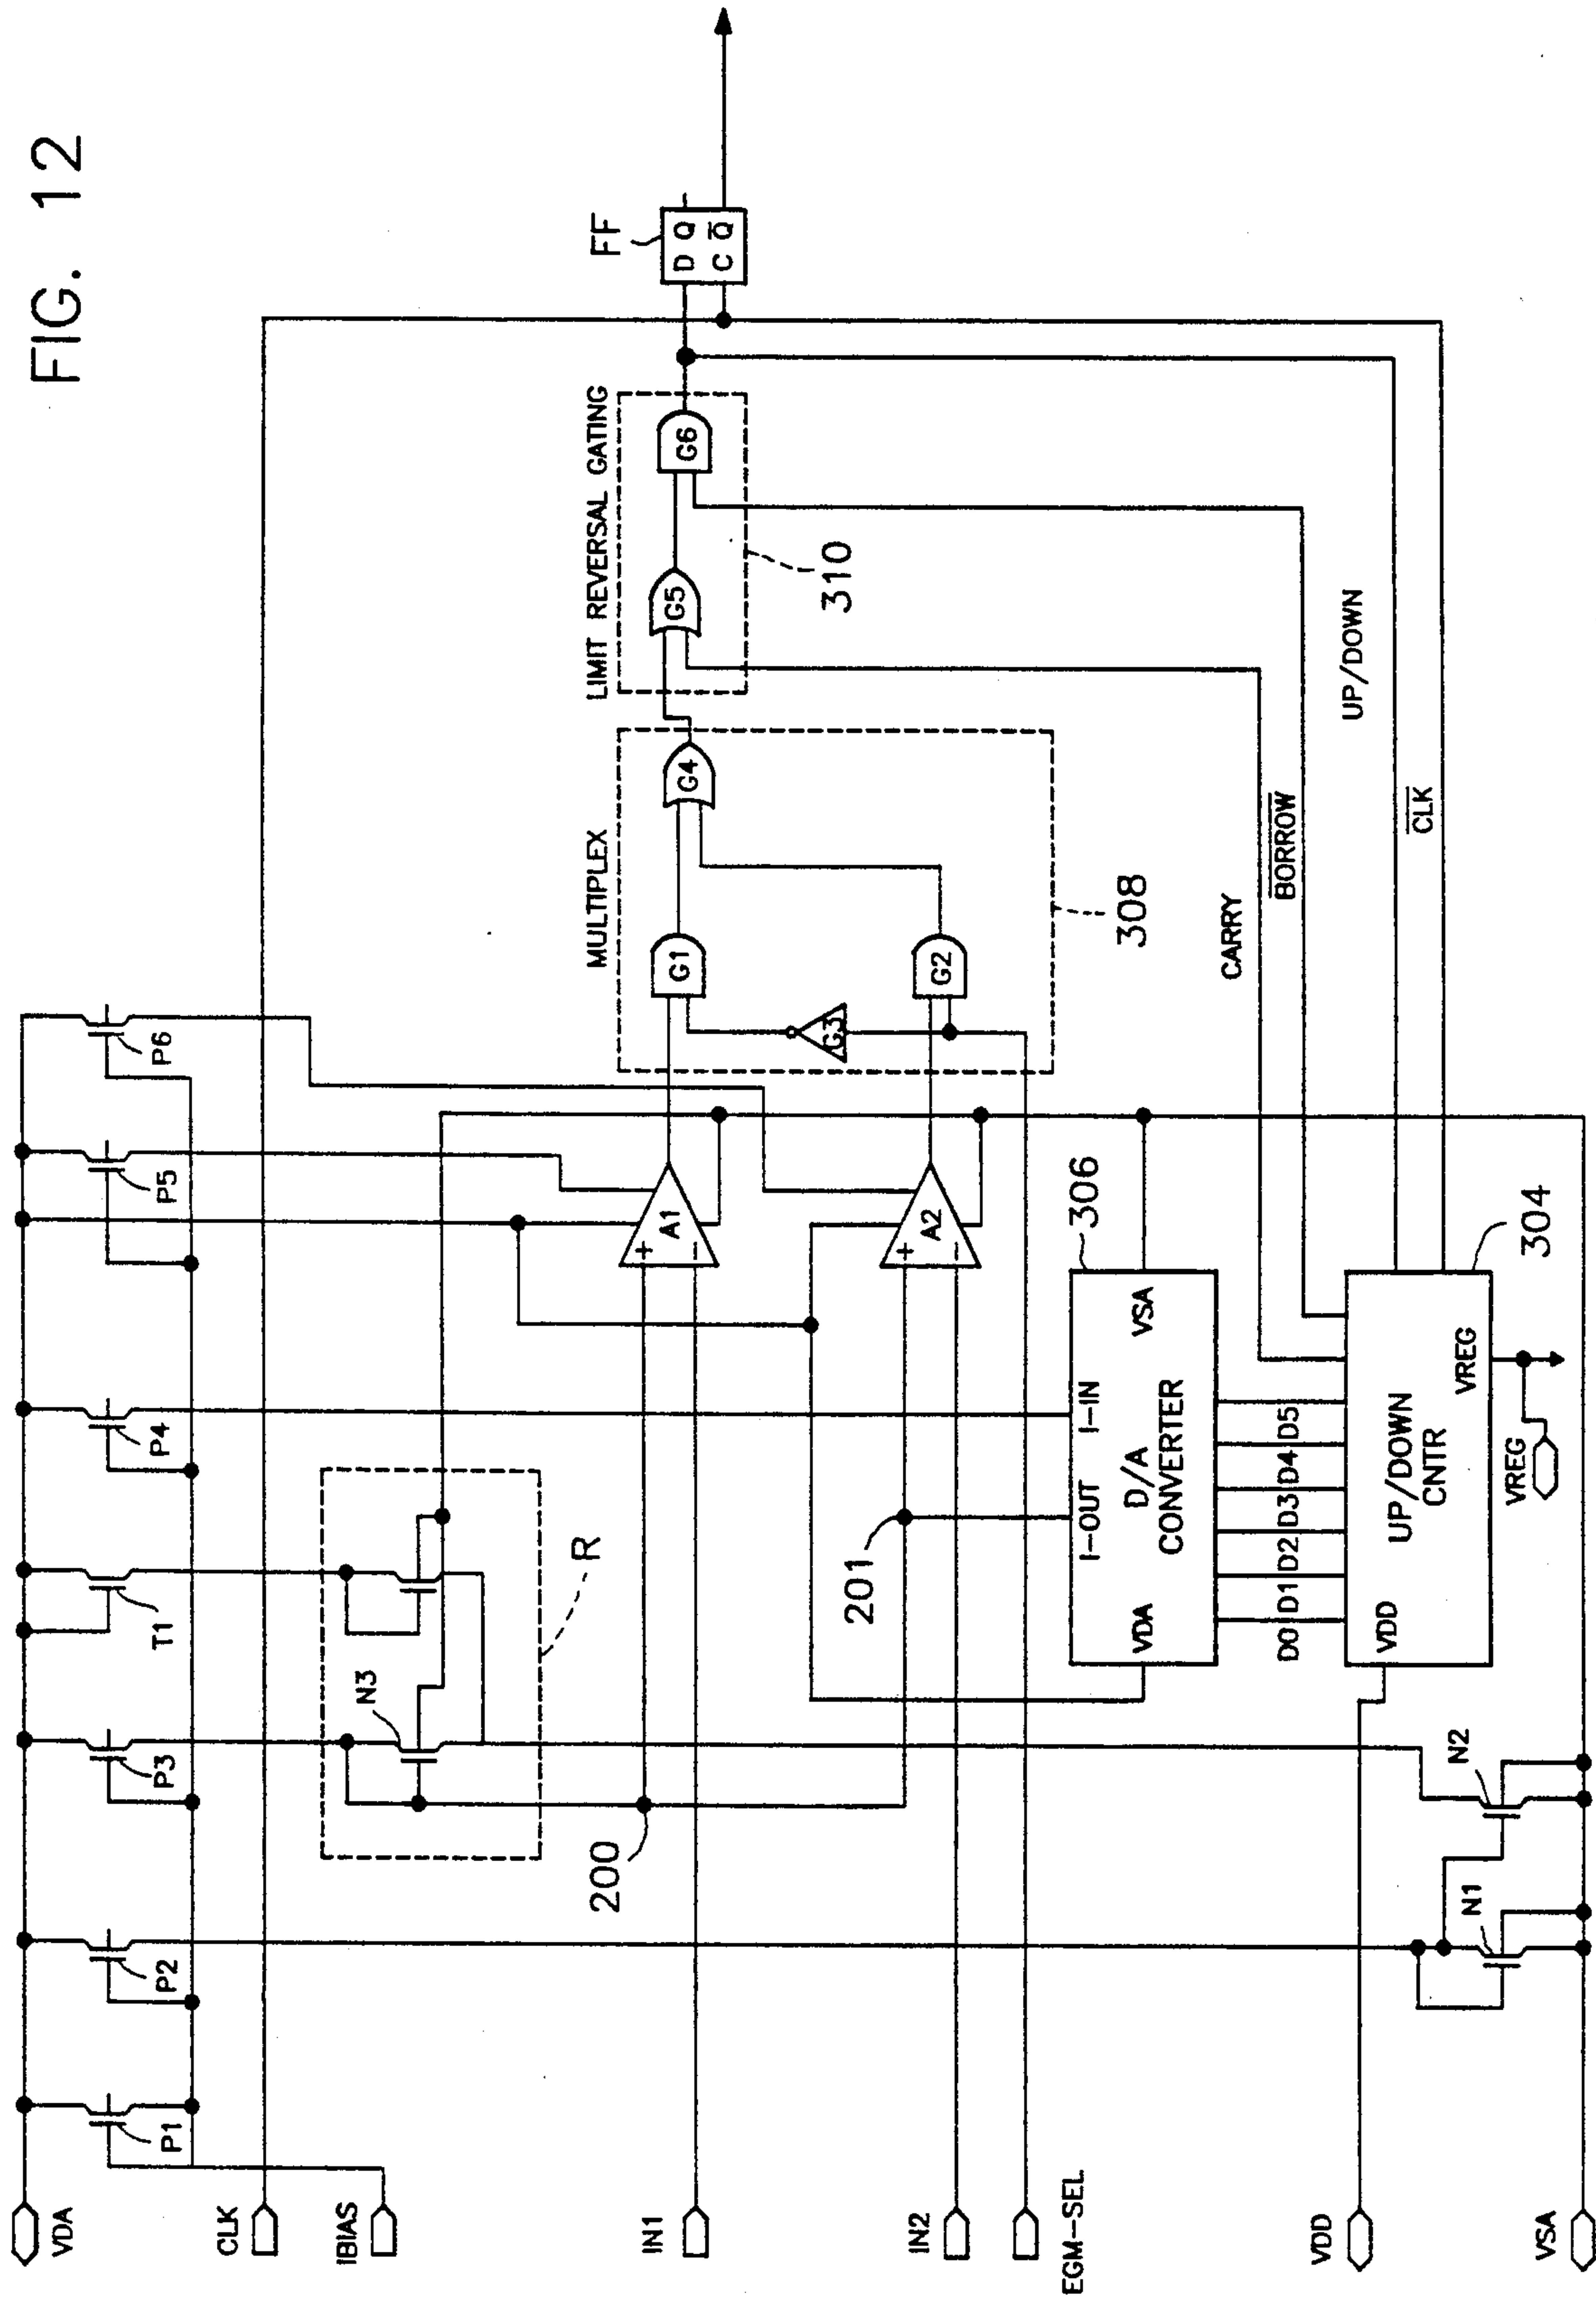 FIG. 12
VDA
CLK
IBIAS
IN1
IN2
EGM-SEL
VDD
VSA
P1
P2
P3
T1
P4
P5
P6
N3
R
200
201
N1
N2
A1
+
−
A2
+
−
MULTIPLEX
G1
G2
G3
G4
308
LIMIT REVERSAL GATING
G5
G6
310
FF
D Q
C Q̅
306
I-OUT I-IN
VDA
D/A
CONVERTER
VSA
D0 D1 D2 D3 D4 D5
304
VDD
UP/DOWN
CNTR
VREG
VREG
CARRY
B̅O̅R̅R̅O̅W̅
UP/DOWN
C̅L̅K̅